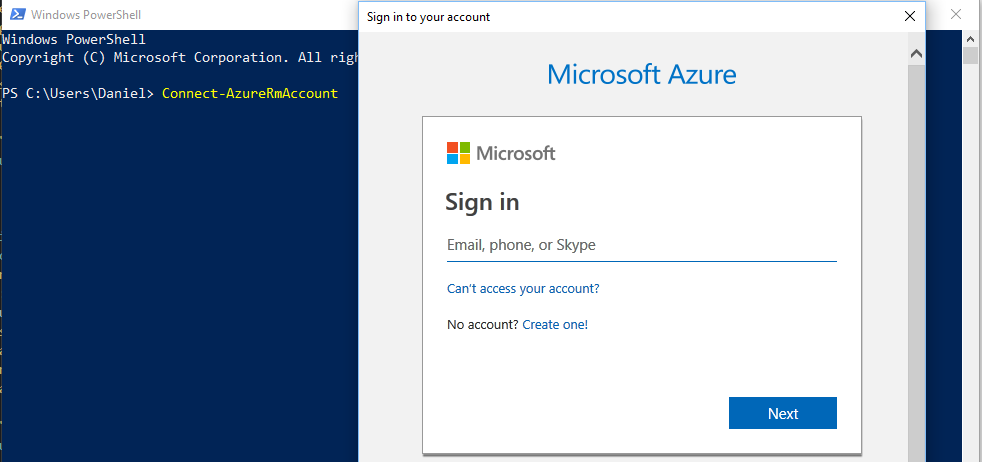 Windows PowerShell
Windows PowerShell
Copyright (C) Microsoft Corporation. All righ
PS C:\Users\Daniel> Connect-AzureRmAccount
Sign in to your account
Microsoft Azure
Microsoft
Sign in
Email, phone, or Skype
Can't access your account?
No account? Create one!
Next